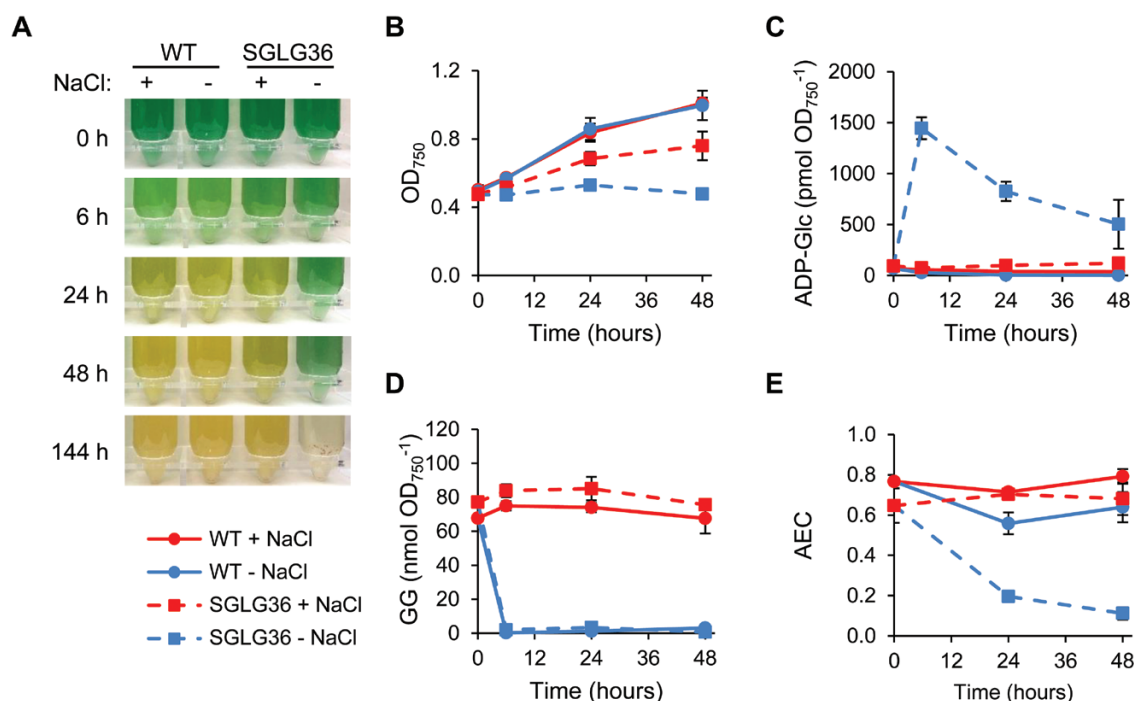 A
WT SGLG36
NaCl: + - + -
0 h
6 h
24 h
48 h
144 h
WT + NaCl
WT - NaCl
SGLG36 + NaCl
SGLG36 - NaCl
B
OD750
1.2
0.8
0.4
0.0
0 12 24 36 48
Time (hours)
C
ADP-Glc (pmol OD750-1)
2000
1500
1000
500
0
0 12 24 36 48
Time (hours)
D
GG (nmol OD750-1)
120
100
80
60
40
20
0
0 12 24 36 48
Time (hours)
E
AEC
1.0
0.8
0.6
0.4
0.2
0.0
0 12 24 36 48
Time (hours)